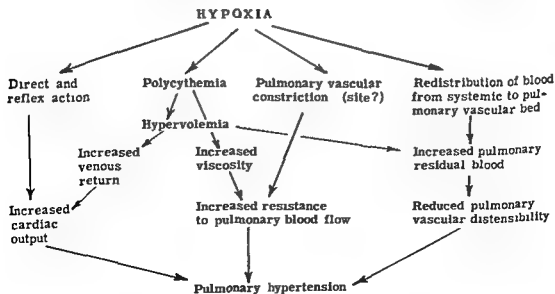 HYPOXIA
Direct and
reflex action
Polycythemia
Pulmonary vascular
constriction (site?)
Redistribution of blood
from systemic to pul-
monary vascular bed
Hypervolemia
Increased
venous
return
Increased
viscosity
Increased pulmonary
residual blood
Increased
cardiac
output
Increased resistance
to pulmonary blood flow
Reduced pulmonary
vascular distensibility
Pulmonary hypertension